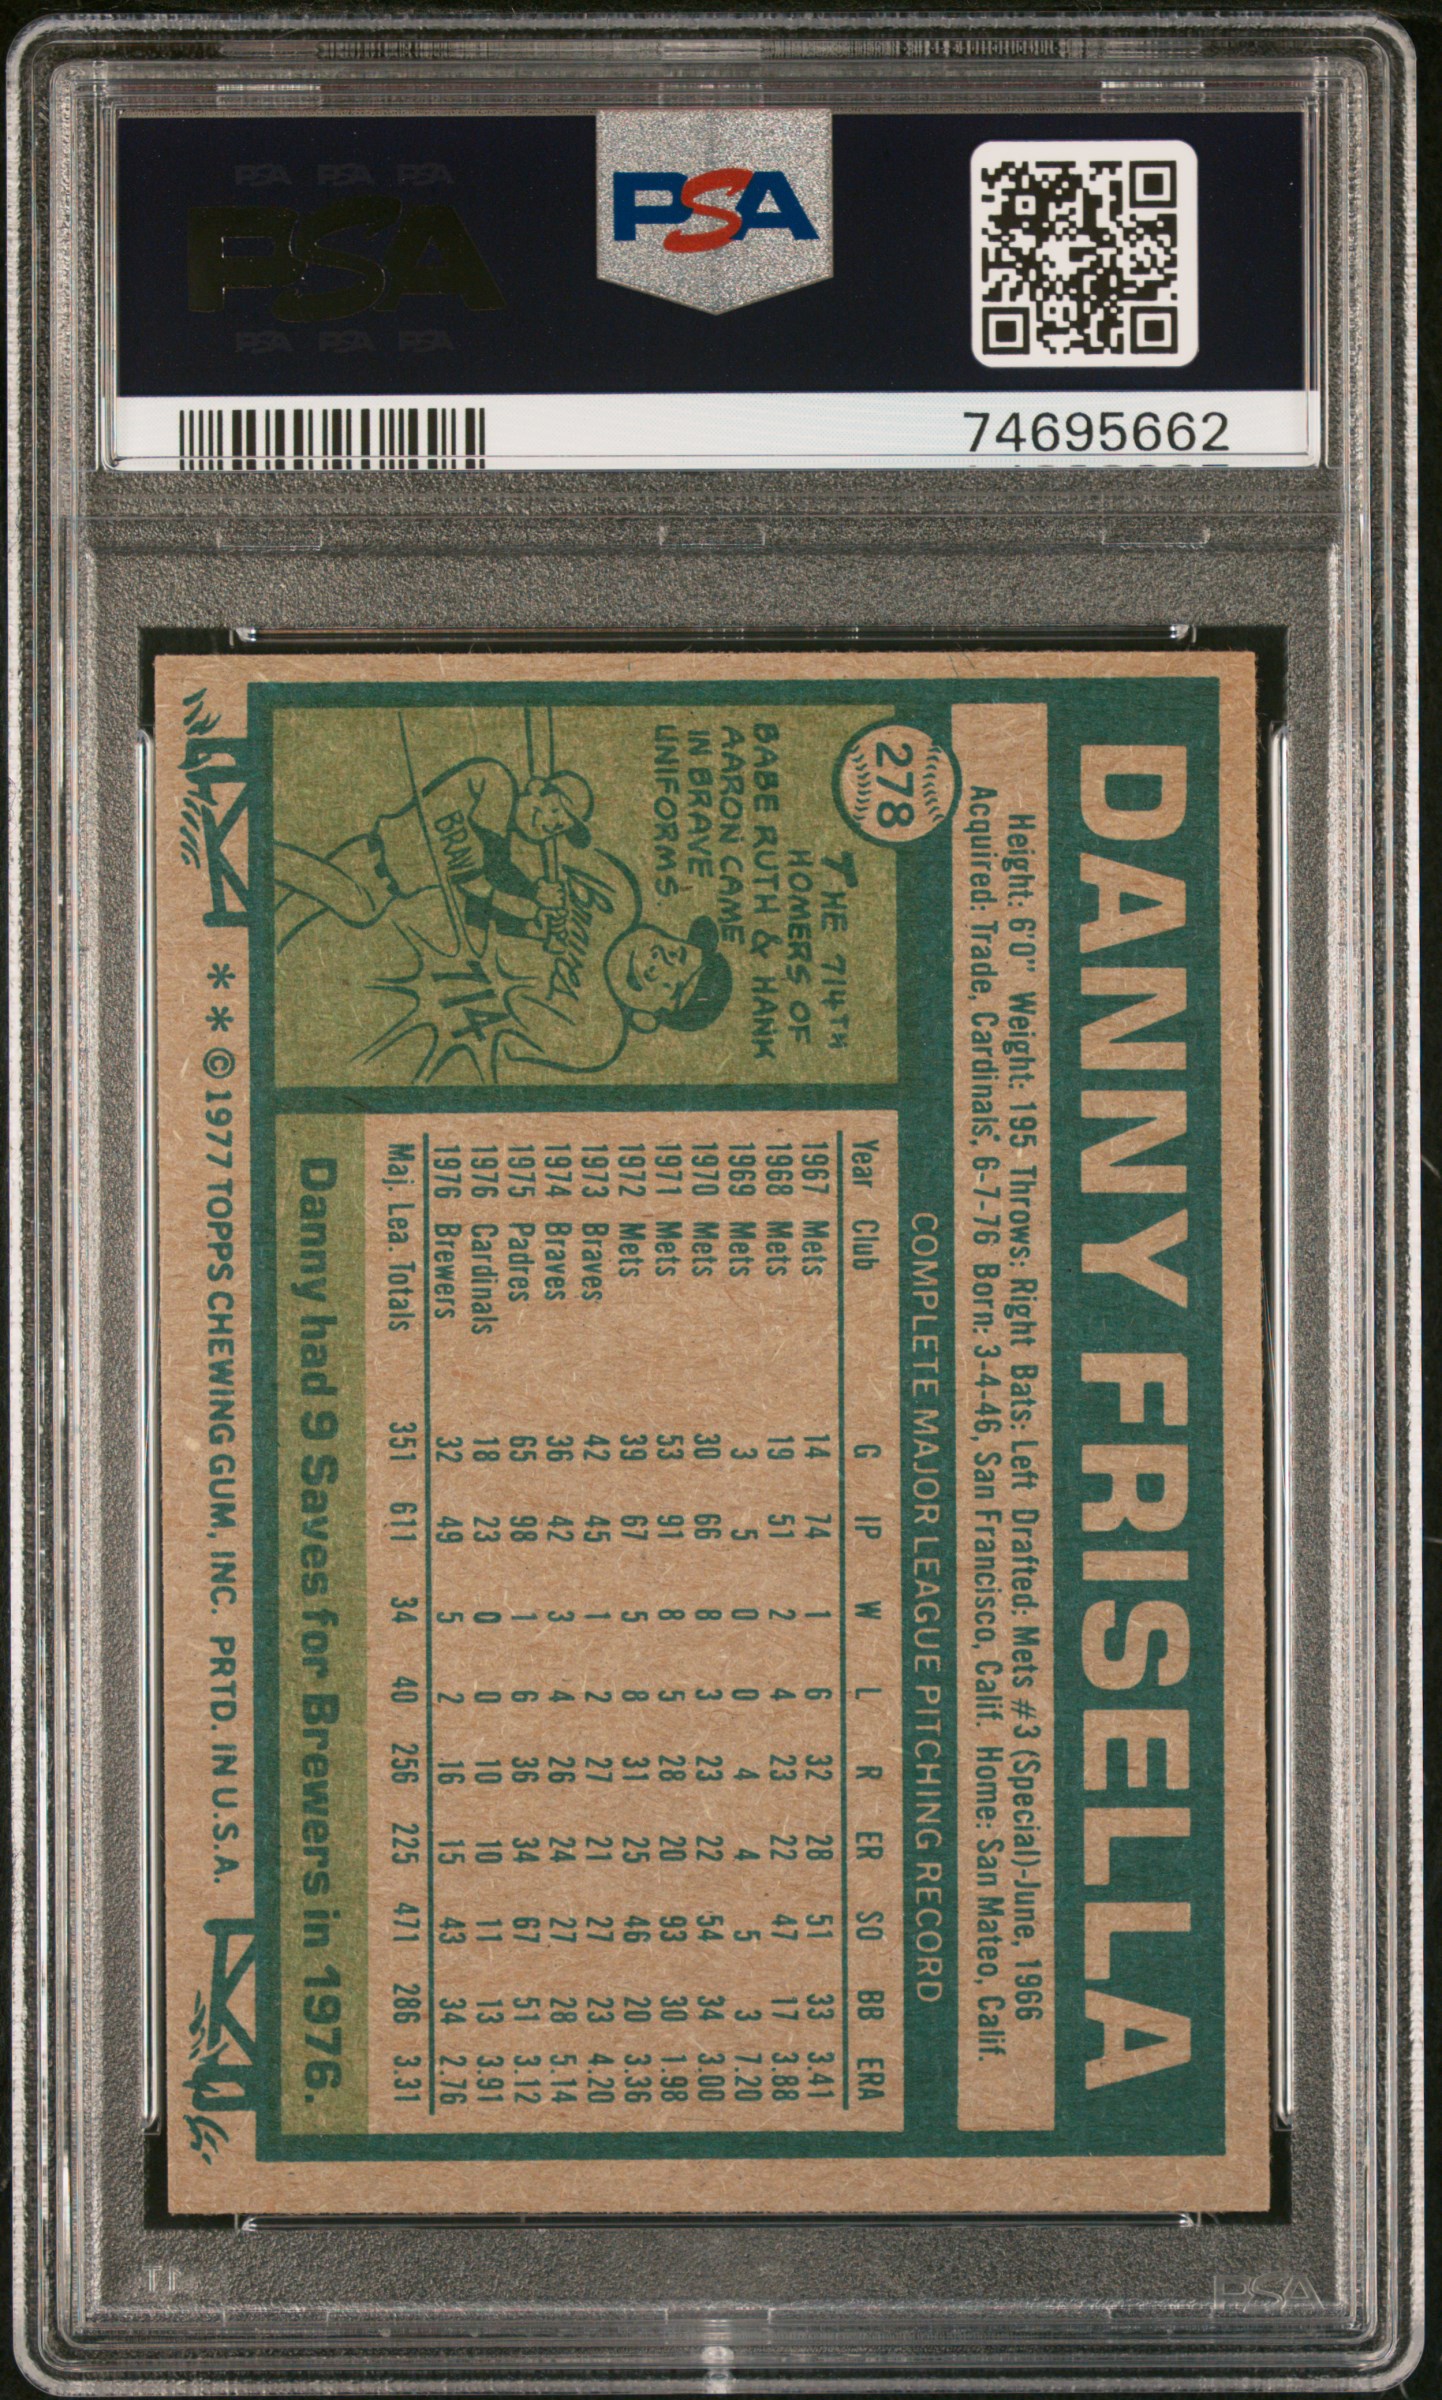 PSA PSA PSA
PSA
PSA PSA PSA
PSA
74695662
DANNY FRISELLA
Height: 6'0" Weight: 195 Throws: Right Bats: Left Drafted: Mets #3 (Special)-June, 1966
Acquired: Trade, Cardinals, 6-7-76 Born: 3-4-46, San Francisco, Calif. Home: San Mateo, Calif.
278
THE 714TH
HOMERS OF
BABE RUTH & HANK
AARON CAME
IN BRAVE
UNIFORMS.
Braves
BRAV
714
COMPLETE MAJOR LEAGUE PITCHING RECORD
Year Club G IP W L R ER SO BB ERA
1967 Mets 14 74 1 6 32 28 51 33 3.41
1968 Mets 19 51 2 4 23 22 47 17 3.88
1969 Mets 3 5 0 0 4 4 5 3 7.20
1970 Mets 30 66 8 3 23 22 54 34 3.00
1971 Mets 53 91 8 5 28 20 93 30 1.98
1972 Mets 39 67 5 8 31 25 46 20 3.36
1973 Braves 42 45 1 2 27 21 27 23 4.20
1974 Braves 36 42 3 4 26 24 27 28 5.14
1975 Padres 65 98 1 6 36 34 67 51 3.12
1976 Cardinals 18 23 0 0 10 10 11 13 3.91
1976 Brewers 32 49 5 2 16 15 43 34 2.76
Maj. Lea. Totals 351 611 34 40 256 225 471 286 3.31
Danny had 9 Saves for Brewers in 1976.
* * © 1977 TOPPS CHEWING GUM, INC. PRTD. IN U.S.A.
PSA